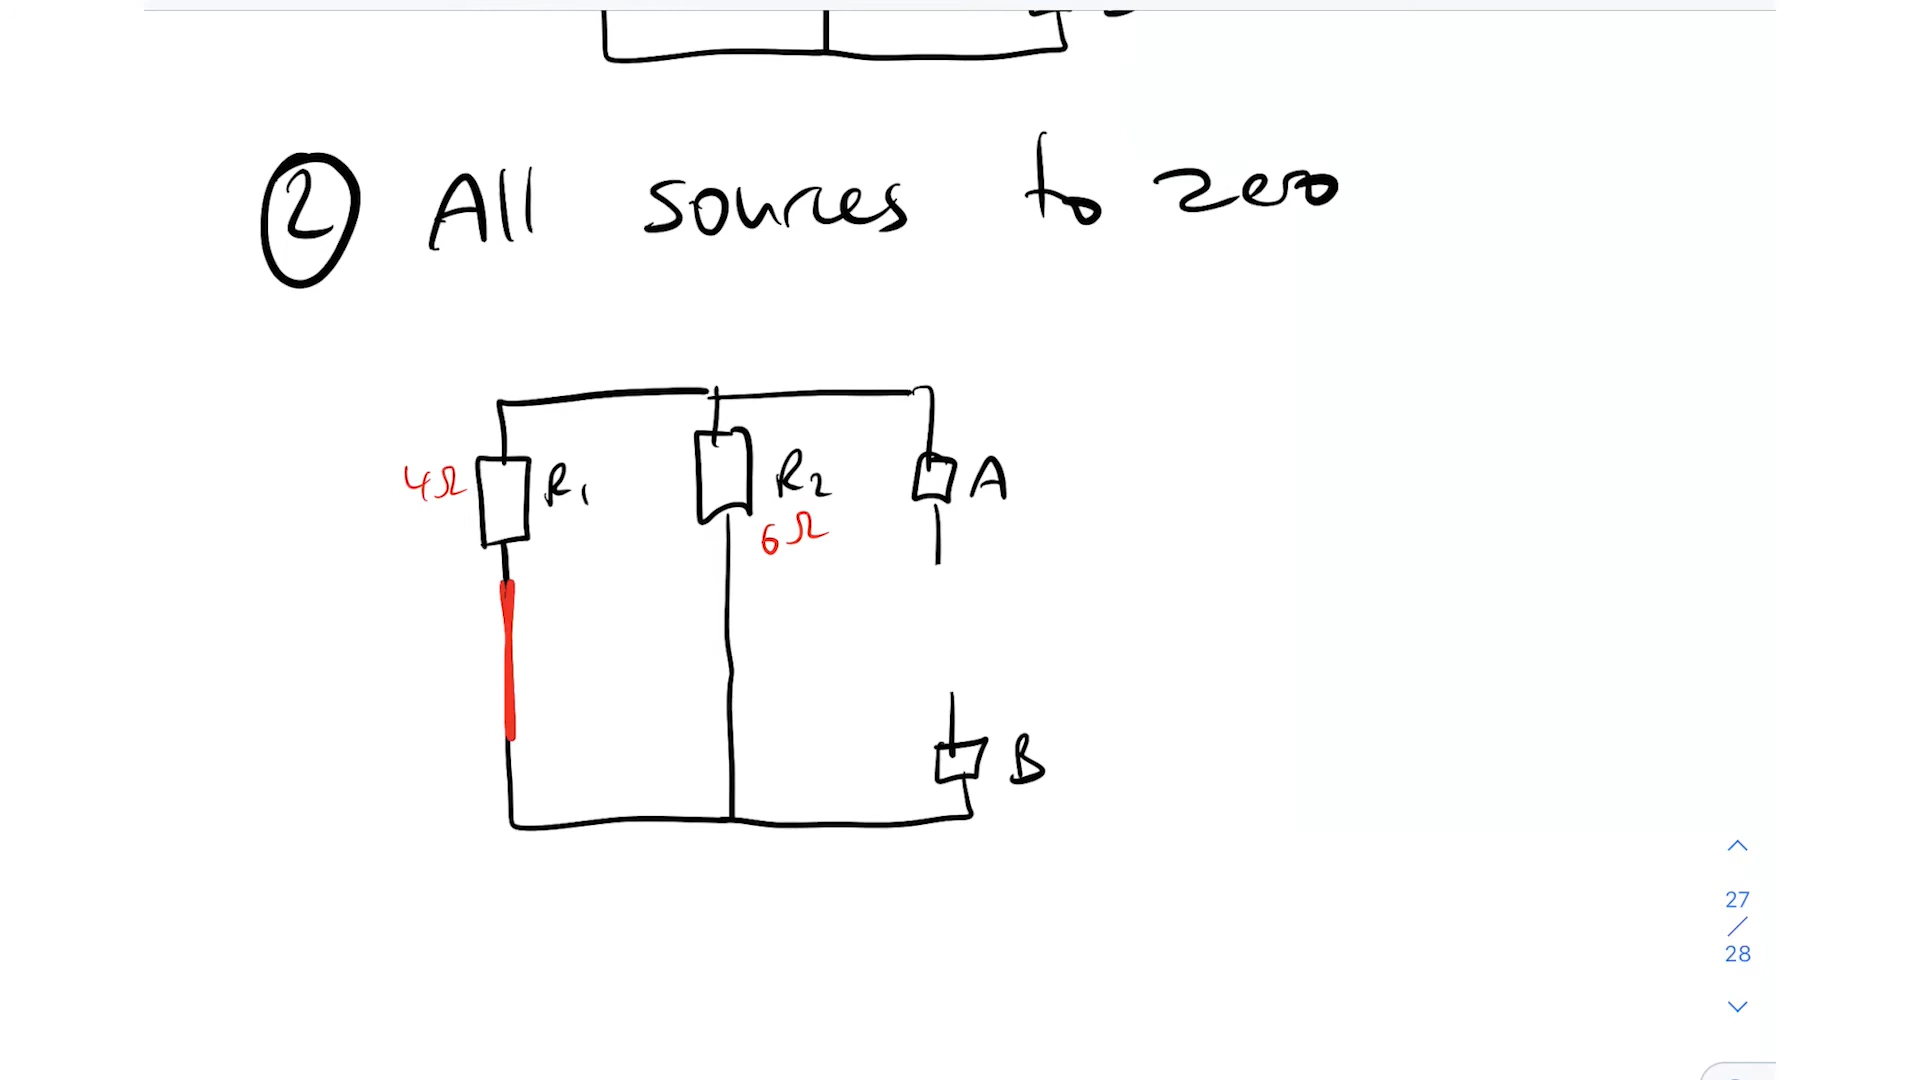 2 All sources to zero
4Ω R1 R2 A
6Ω
B
27
/
28